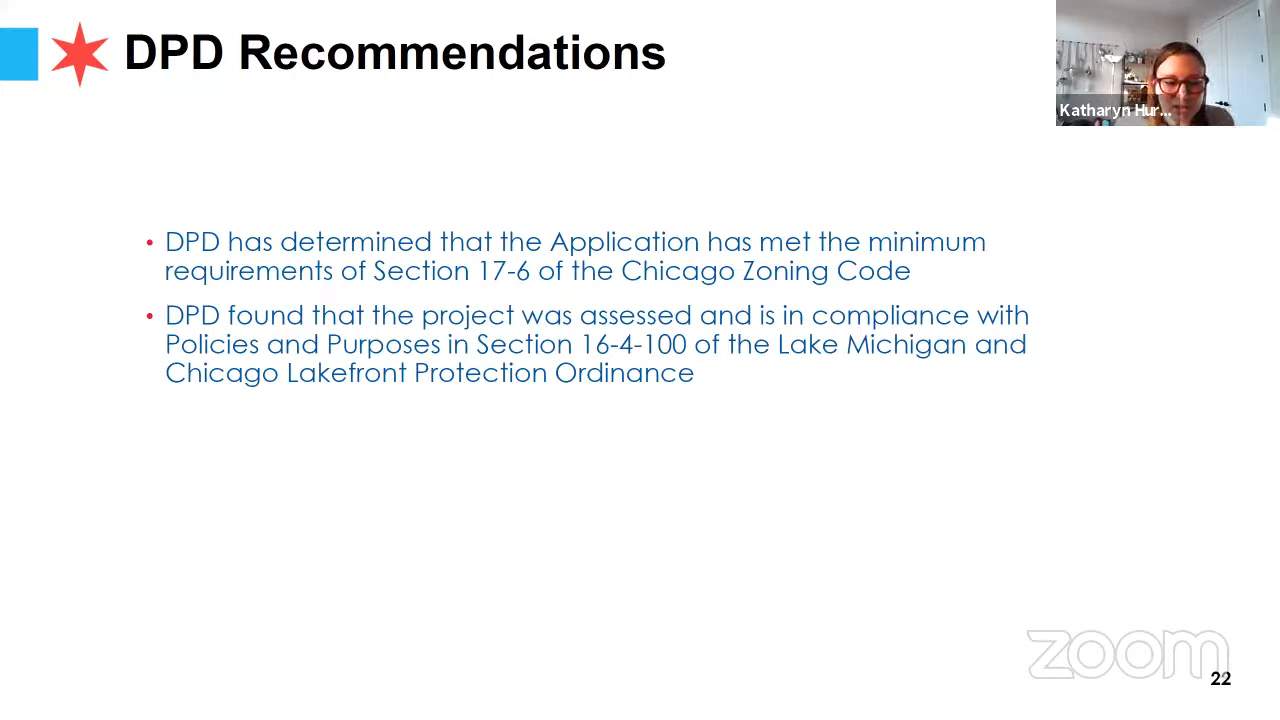 DPD Recommendations
Katharyn Hur...
• DPD has determined that the Application has met the minimum
requirements of Section 17-6 of the Chicago Zoning Code
• DPD found that the project was assessed and is in compliance with
Policies and Purposes in Section 16-4-100 of the Lake Michigan and
Chicago Lakefront Protection Ordinance
zoom
22